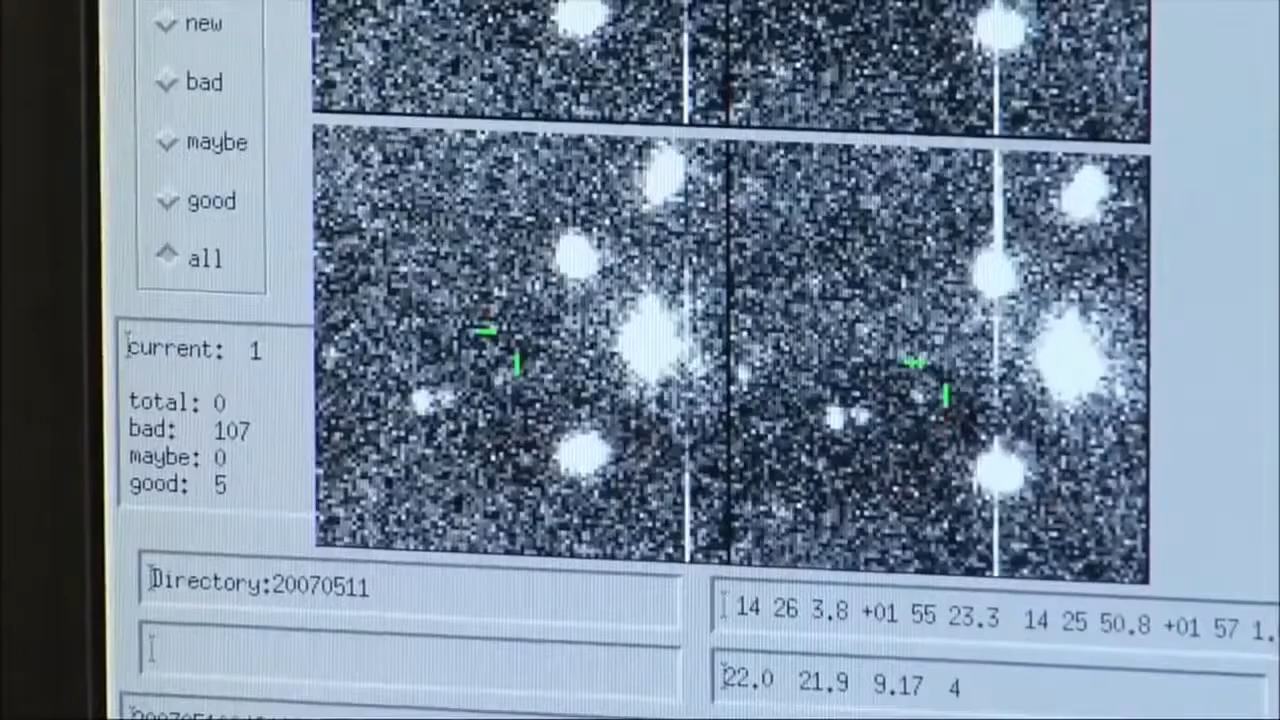 new
bad
maybe
good
all
current: 1
total: 0
bad: 107
maybe: 0
good: 5
Directory:20070511
14 26 3.8 +01 55 23.3 14 25 50.8 +01 57 1.
22.0 21.9 9.17 4